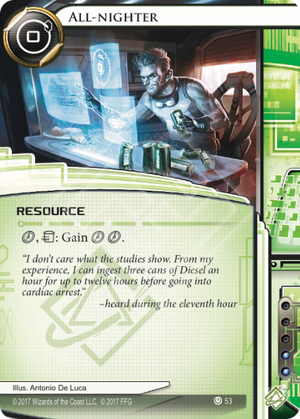 0
All-nighter
RESOURCE
, : Gain .
“I don’t care what the studies show. From my
experience, I can ingest three cans of Diesel an
hour for up to twelve hours before going into
cardiac arrest.”
–heard during the eleventh hour
Illus. Antonio De Luca
© 2017 Wizards of the Coast LLC. © 2017 FFG
53